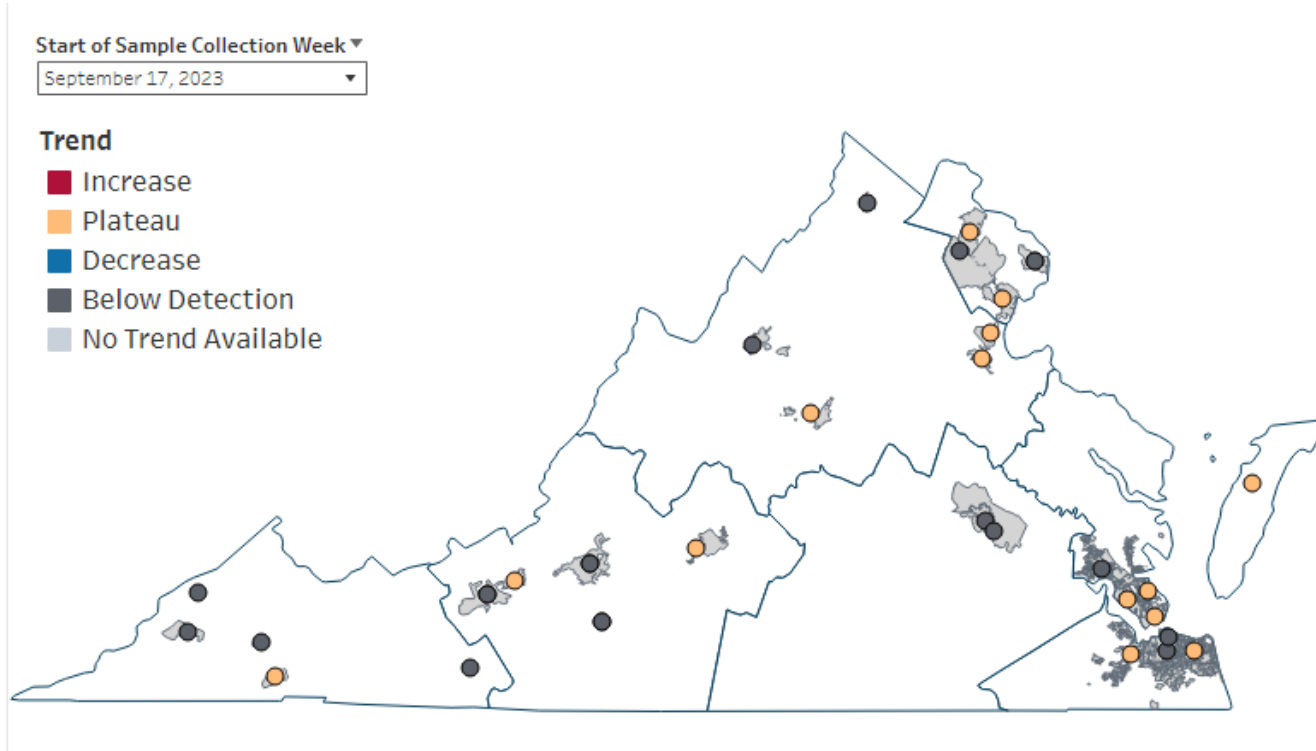 Start of Sample Collection Week
September 17, 2023
Trend
Increase
Plateau
Decrease
Below Detection
No Trend Available